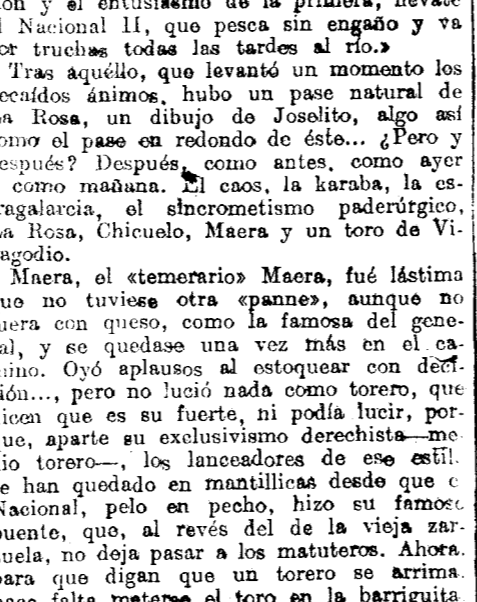 ón y el entusiasmo de la primera, llévate
l Nacional II, que pesca sin engaño y va
or truchas todas las tardes al río.»
Tras aquéllo, que levantó un momento los
ecaídos ánimos, hubo un pase natural de
a Rosa, un dibujo de Joselito, algo así
omo el pase en redondo de éste... ¿Pero y
espués? Después, como antes, como ayer
como mañana. El caos, la karaba, la es-
ragalarcia, el sincrometismo paderúrgico,
a Rosa, Chicuelo, Maera y un toro de Vi-
agodio.
Maera, el «temerario» Maera, fué lástima
ue no tuviese otra «panne», aunque no
uera con queso, como la famosa del gene-
al, y se quedase una vez más en el ca-
ino. Oyó aplausos al estoquear con deci-
ión..., pero no lució nada como torero, que
icen que es su fuerte, ni podía lucir, por-
ue, aparte su exclusivismo derechista—me
io torero—, los lanceadores de ese estil
e han quedado en mantillicas desde que e
Nacional, pelo en pecho, hizo su famoso
puente, que, al revés del de la vieja zar-
uela, no deja pasar a los matuteros. Ahora.
para que digan que un torero se arrima.
falta meterse el toro en la barriguita